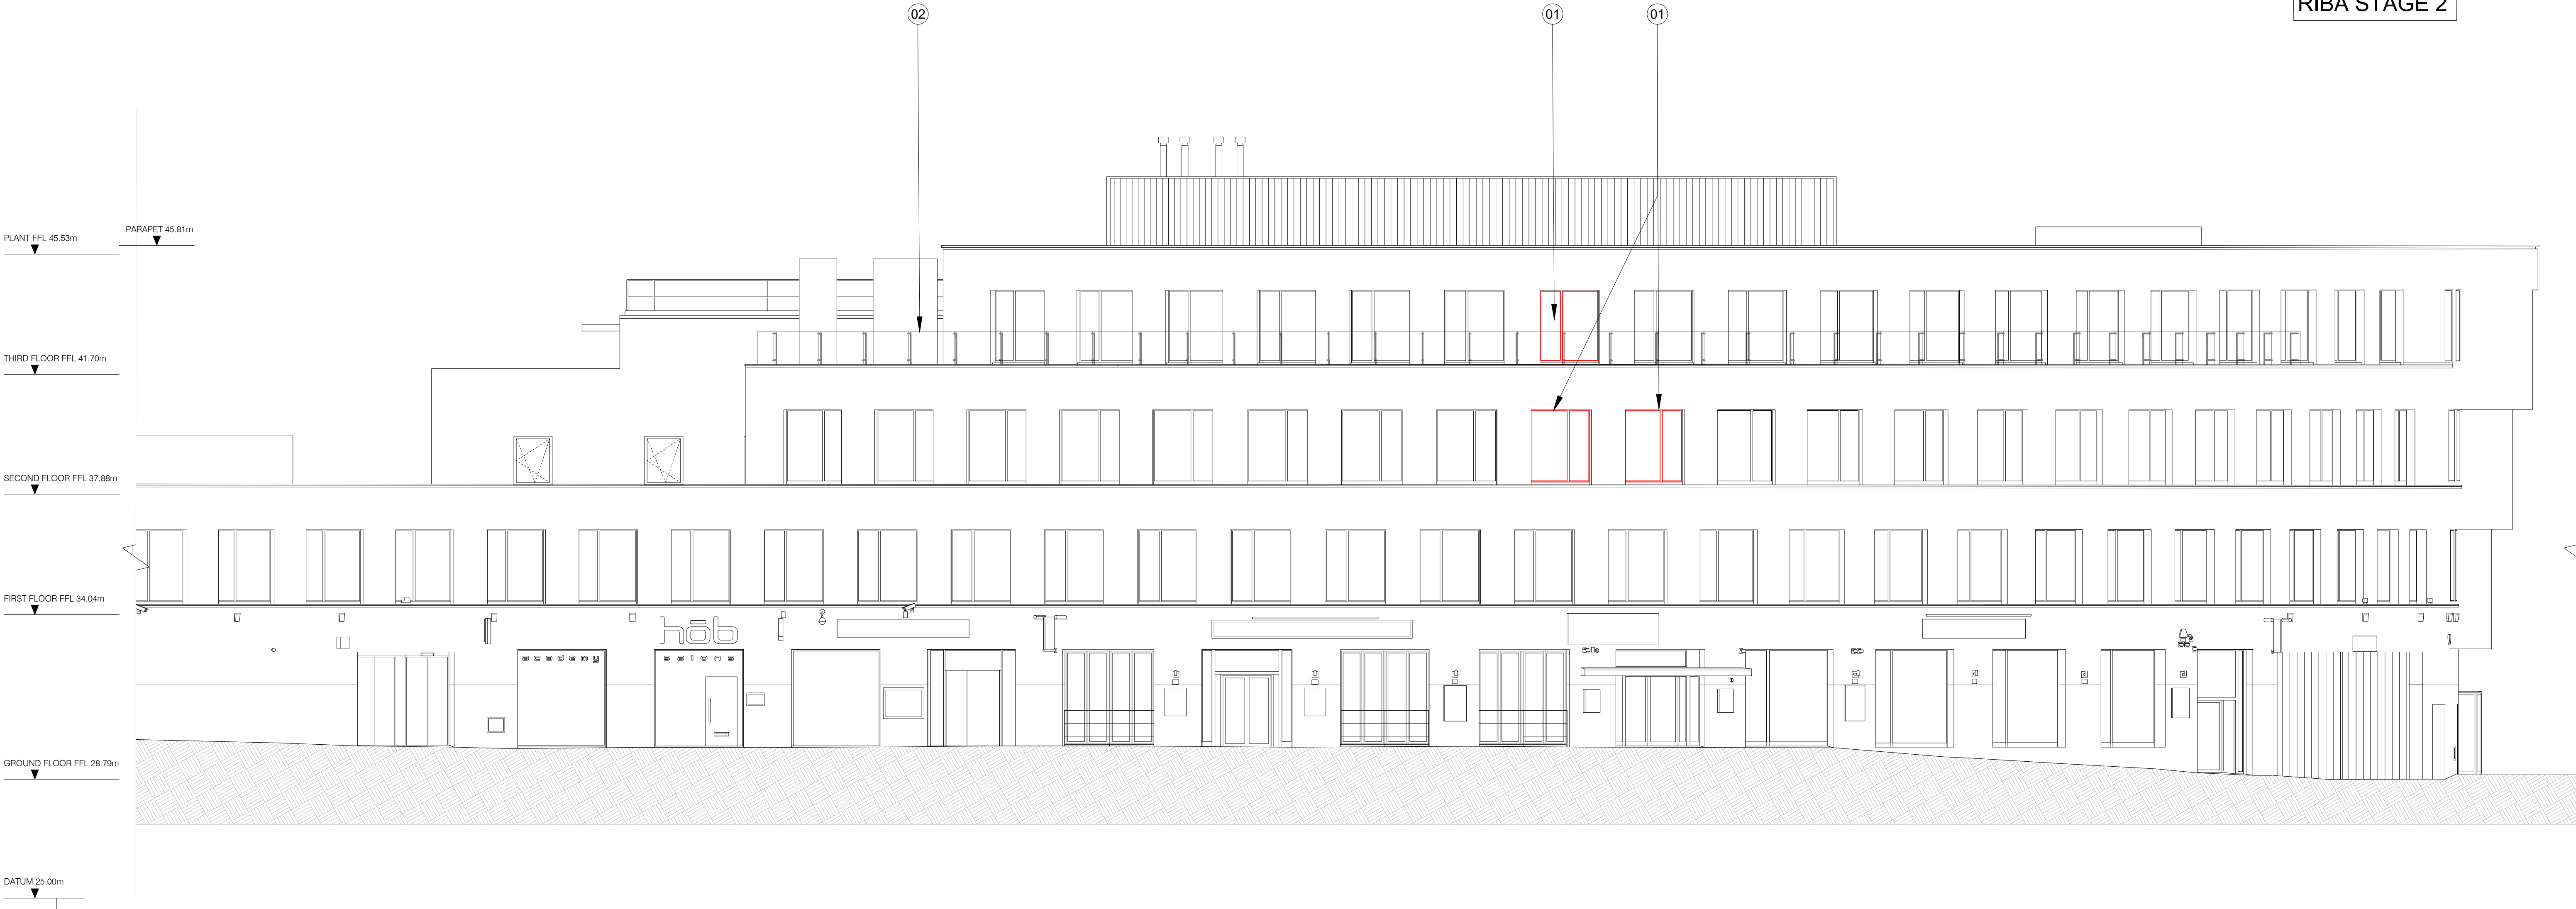 02
01
01
RIBA STAGE 2
PLANT FFL 45.53m
PARAPET 45.81m
THIRD FLOOR FFL 41.70m
SECOND FLOOR FFL 37.88m
FIRST FLOOR FFL 34.04m
hōb
academy
salons
GROUND FLOOR FFL 28.79m
DATUM 25.00m